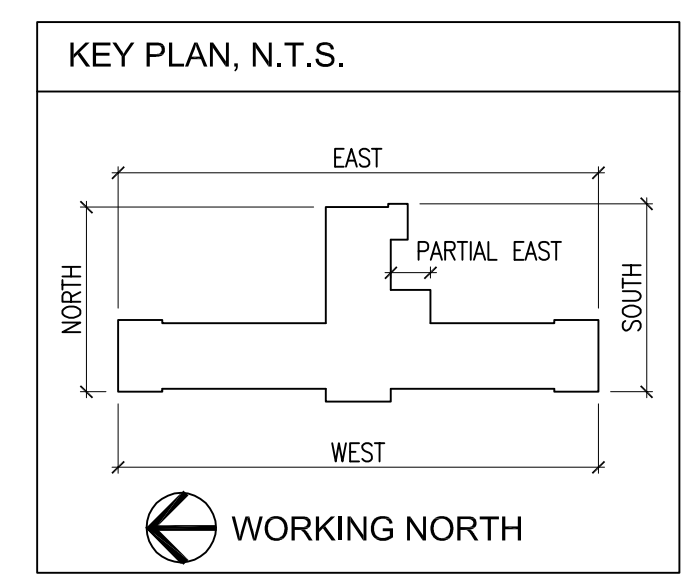 KEY PLAN, N.T.S.
EAST
PARTIAL EAST
NORTH
SOUTH
WEST
WORKING NORTH